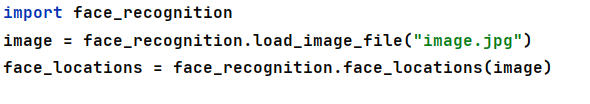 import face_recognition
image = face_recognition.load_image_file("image.jpg")
face_locations = face_recognition.face_locations(image)